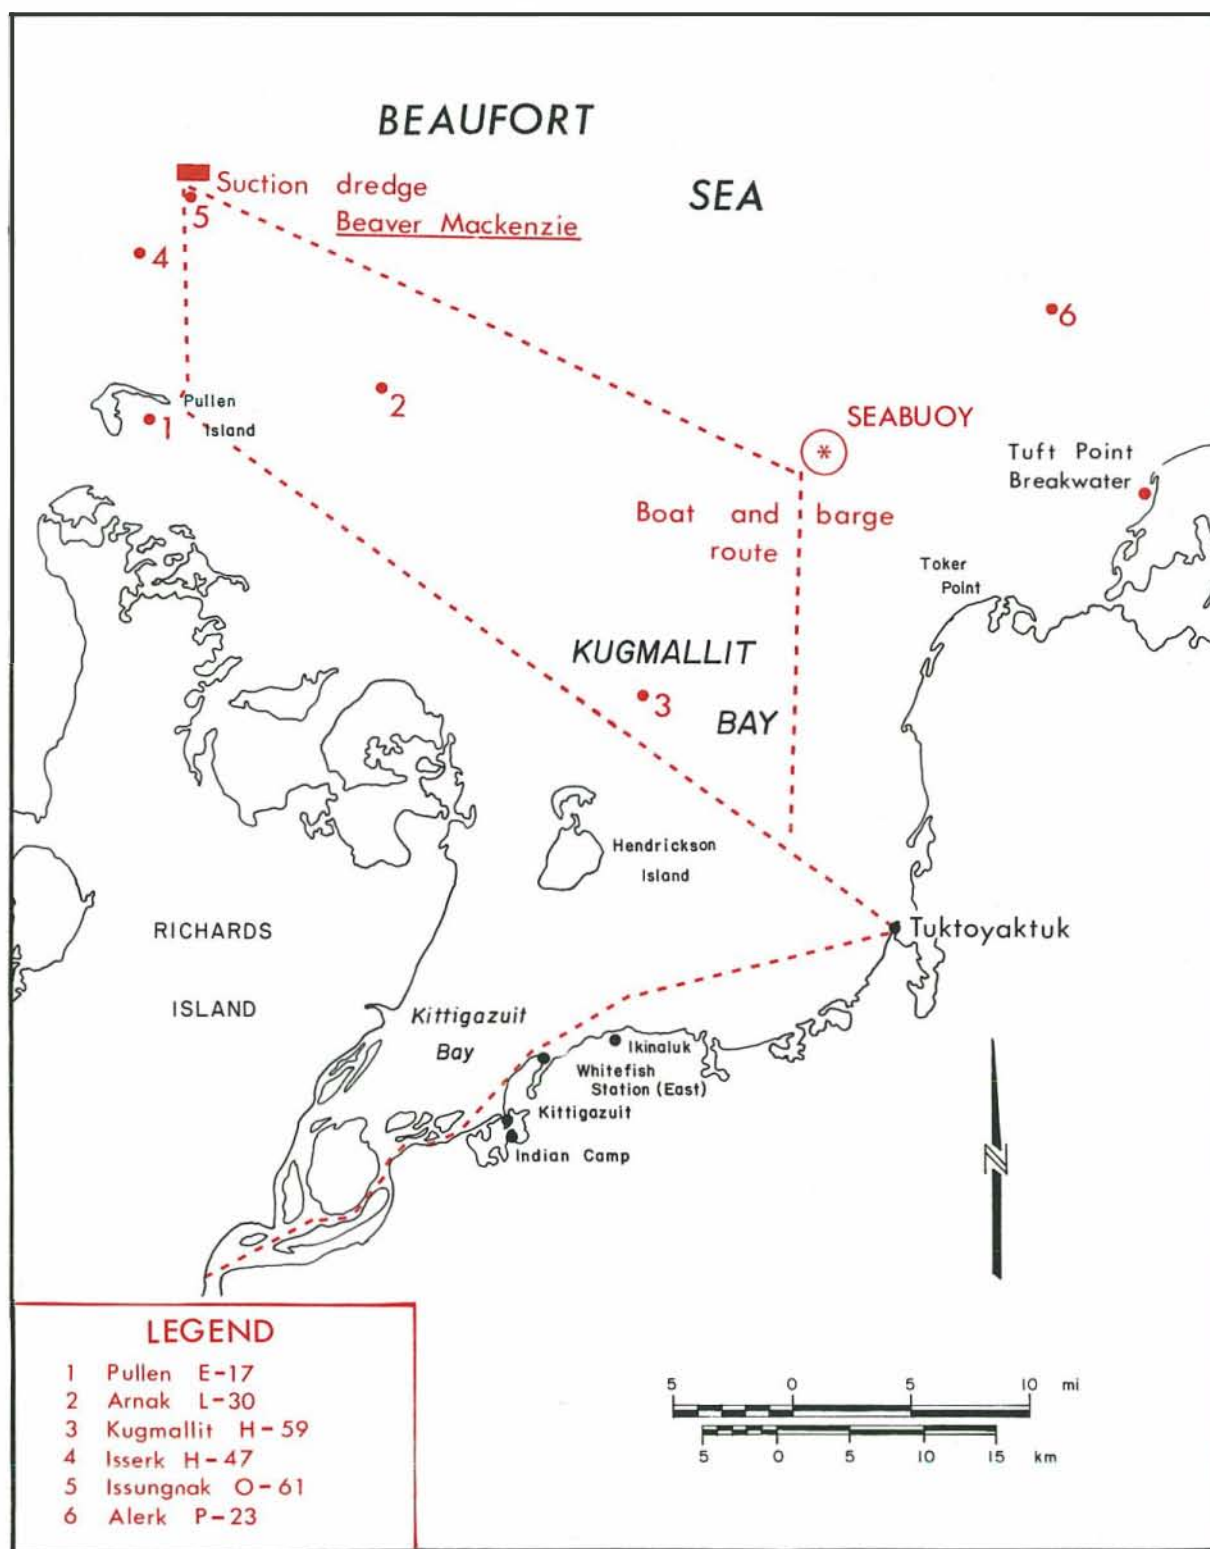 BEAUFORT
SEA
Suction dredge
Beaver Mackenzie
5
4
6
2
Pullen
Island
1
SEABUOY
Tuft Point
Breakwater
Boat and barge
route
Toker
Point
KUGMALLIT
BAY
3
Hendrickson
Island
RICHARDS
ISLAND
Tuktoyaktuk
Kittigazuit
Bay
Ikinaluk
Whitefish
Station (East)
Kittigazuit
Indian Camp
N
LEGEND
1 Pullen E-17
2 Arnak L-30
3 Kugmallit H-59
4 Isserk H-47
5 Issungnak O-61
6 Alerk P-23
5 0 5 10 mi
5 0 5 10 15 km